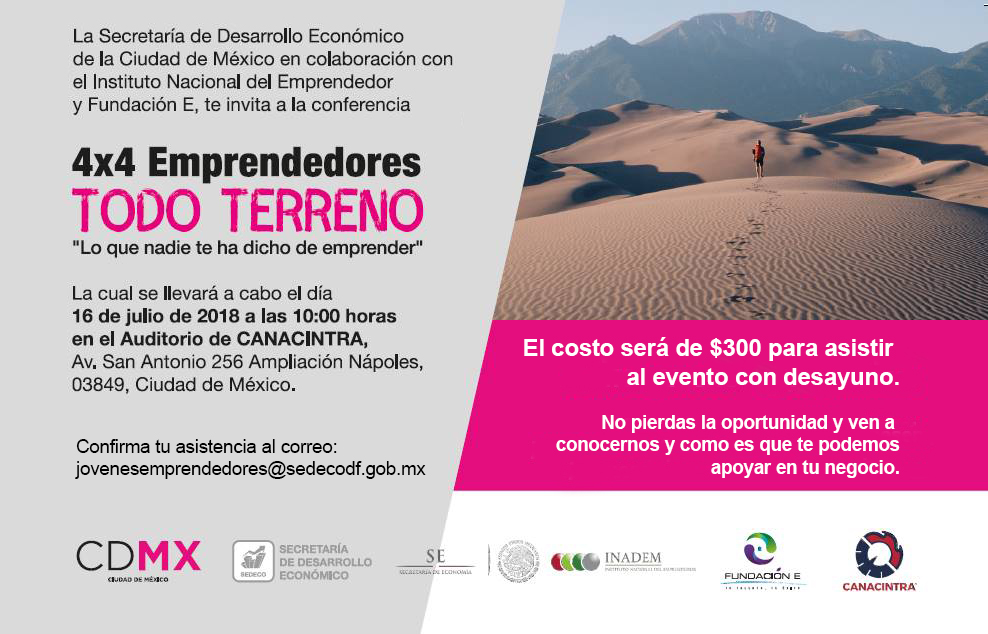 La Secretaría de Desarrollo Económico
de la Ciudad de México en colaboración con
el Instituto Nacional del Emprendedor
y Fundación E, te invita a la conferencia
4x4 Emprendedores
TODO TERRENO
"Lo que nadie te ha dicho de emprender"
La cual se llevará a cabo el día
16 de julio de 2018 a las 10:00 horas
en el Auditorio de CANACINTRA,
Av. San Antonio 256 Ampliación Nápoles,
03849, Ciudad de México.
Confirma tu asistencia al correo:
jovenesemprendedores@sedecodf.gob.mx
El costo será de $300 para asistir
al evento con desayuno.
No pierdas la oportunidad y ven a
conocernos y como es que te podemos
apoyar en tu negocio.
CDMX
CIUDAD DE MÉXICO
SEDECO
SECRETARÍA
DE DESARROLLO
ECONÓMICO
SE
SECRETARÍA DE ECONOMÍA
INADEM
INSTITUTO NACIONAL DEL EMPRENDEDOR
FUNDACIÓN E
CANACINTRA